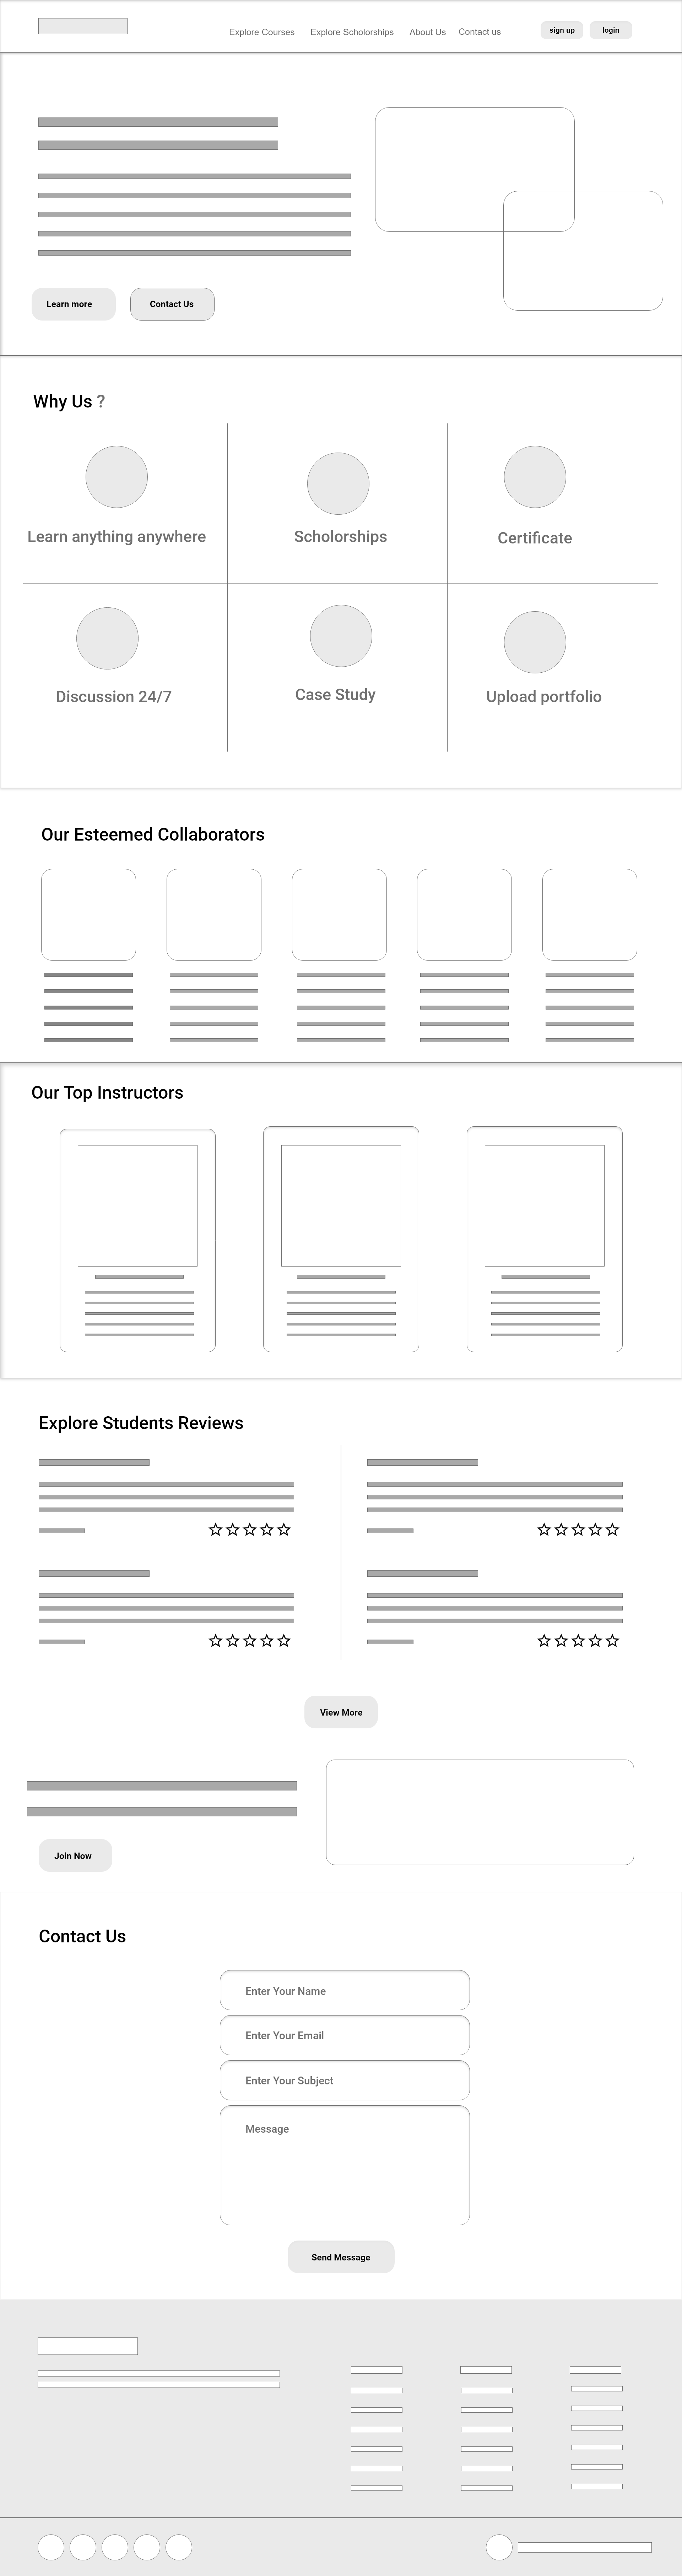 Explore Courses Explore Scholorships About Us Contact us sign up login
Learn more Contact Us
Why Us ?
Learn anything anywhere Scholorships Certificate
Discussion 24/7 Case Study Upload portfolio
Our Esteemed Collaborators
Our Top Instructors
Explore Students Reviews
View More
Join Now
Contact Us
Enter Your Name
Enter Your Email
Enter Your Subject
Message
Send Message